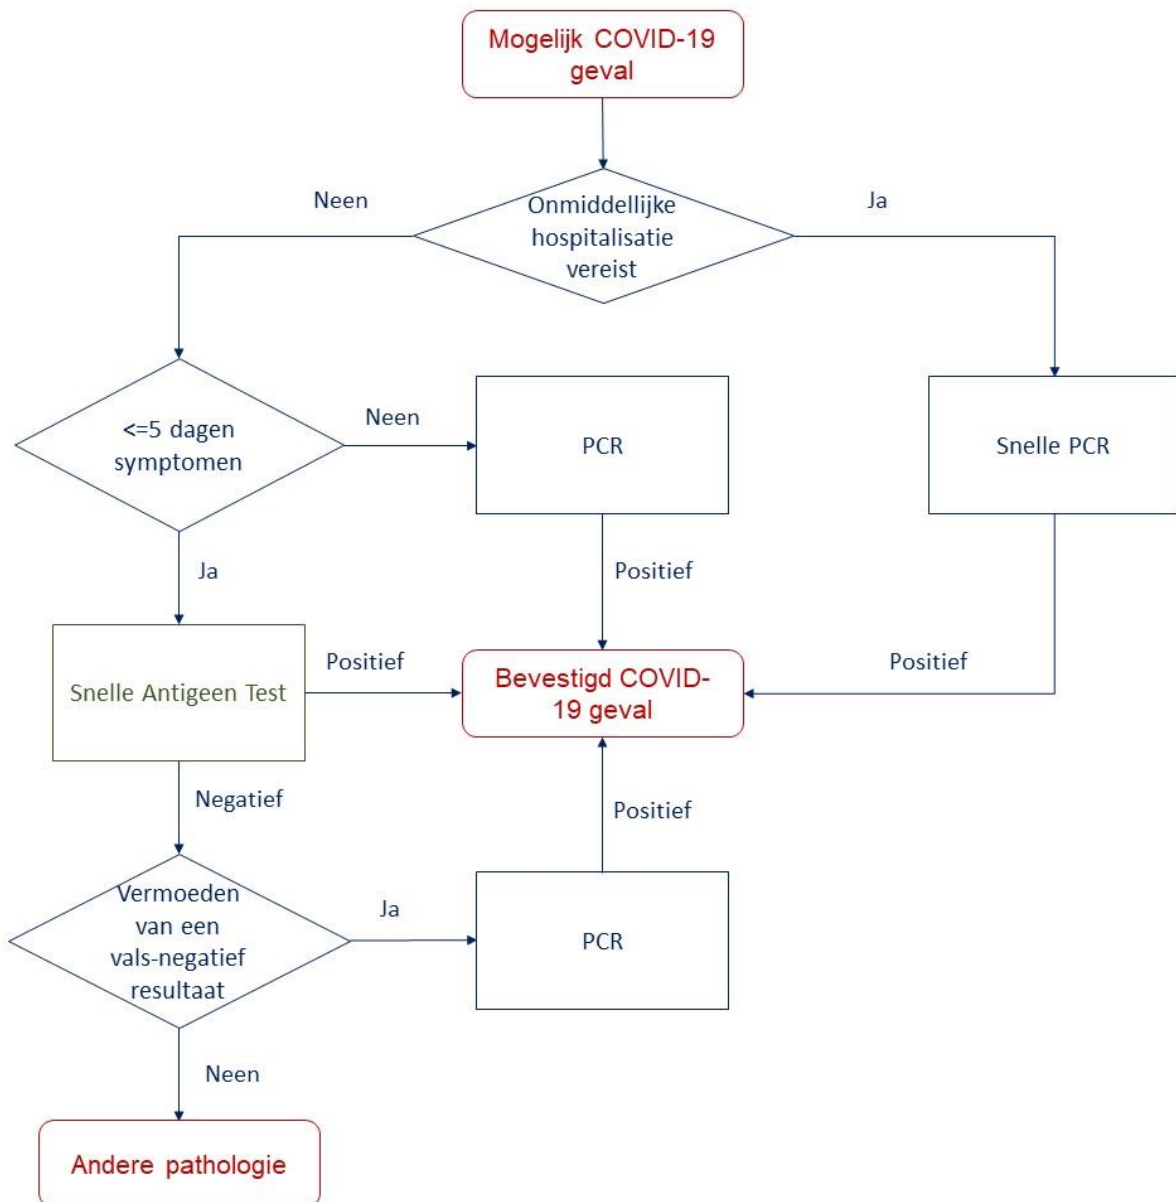 Mogelijk COVID-19
geval
Neen
Onmiddellijke
hospitalisatie
vereist
Ja
<=5 dagen
symptomen
Neen
PCR
Snelle PCR
Ja
Positief
Snelle Antigeen Test
Positief
Bevestigd COVID-
19 geval
Positief
Negatief
Positief
Vermoeden
van een
vals-negatief
resultaat
Ja
PCR
Neen
Andere pathologie